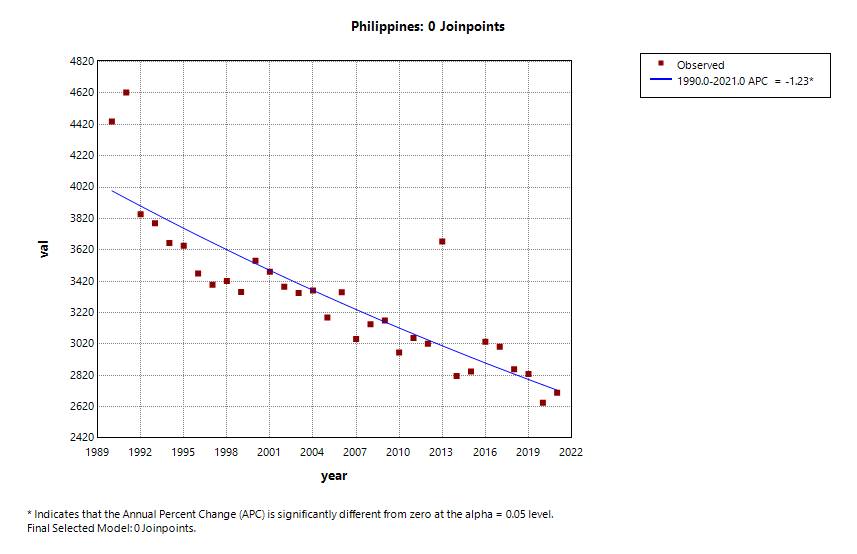 Philippines: 0 Joinpoints
4820
4620
4420
4220
4020
3820
3620
3420
3220
3020
2820
2620
2420
val
1989 1992 1995 1998 2001 2004 2007 2010 2013 2016 2019 2022
year
Observed
1990.0-2021.0 APC = -1.23*
* Indicates that the Annual Percent Change (APC) is significantly different from zero at the alpha = 0.05 level.
Final Selected Model: 0 Joinpoints.